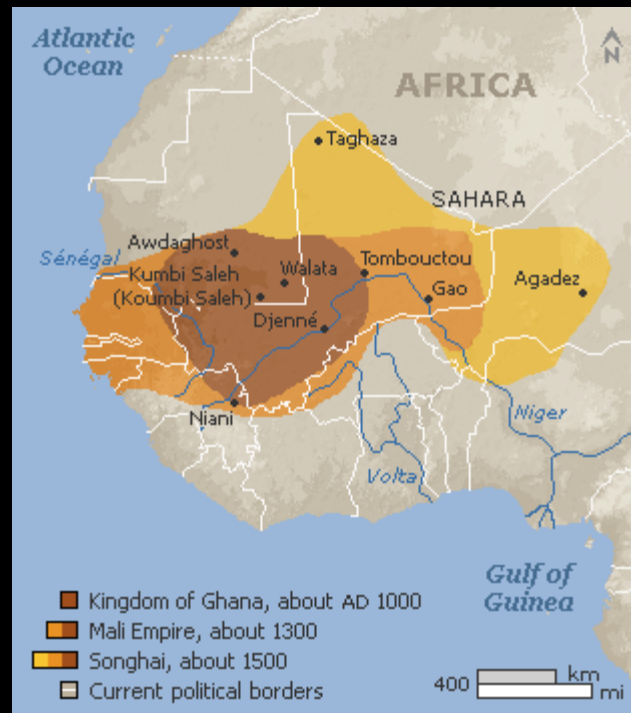 Atlantic
Ocean
N
AFRICA
Taghaza
SAHARA
Awdaghost
Sénégal
Kumbi Saleh
(Koumbi Saleh)
Walata
Tombouctou
Gao
Agadez
Djenné
Niani
Niger
Volta
Gulf of
Guinea
Kingdom of Ghana, about AD 1000
Mali Empire, about 1300
Songhai, about 1500
Current political borders
400
km
mi